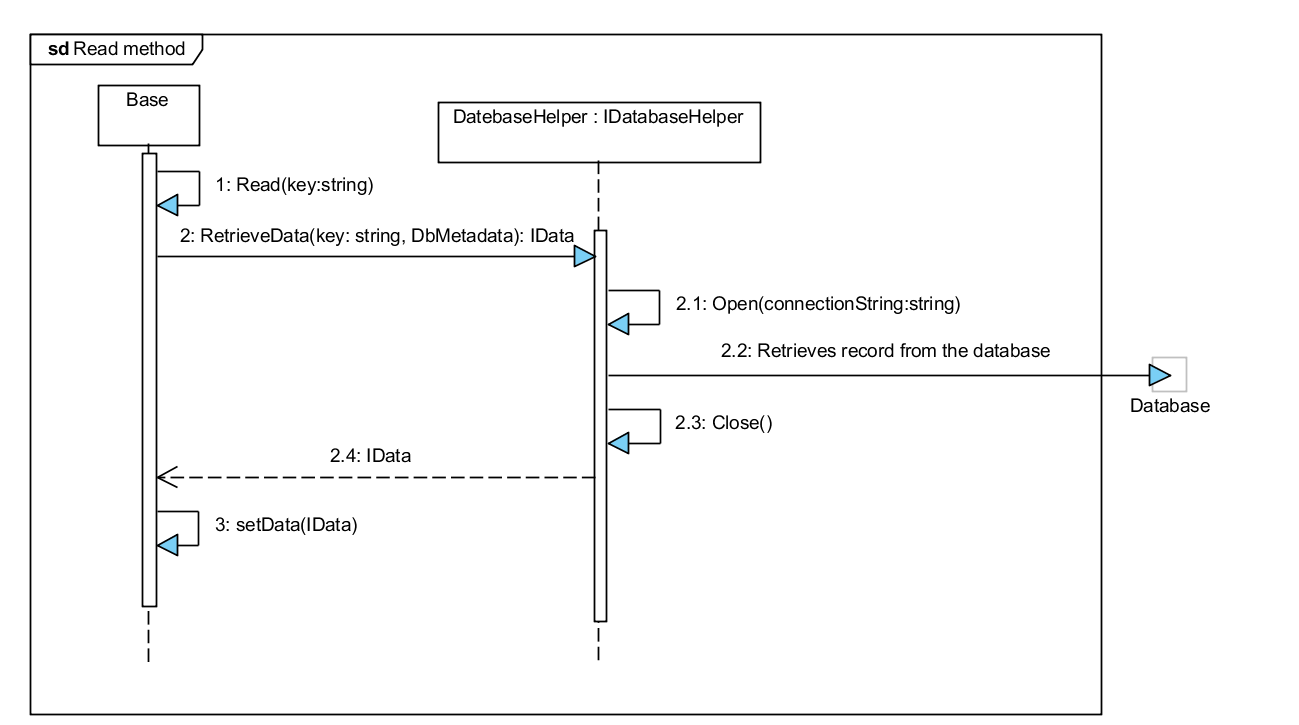 sd Read method
Base
DatebaseHelper : IDatabaseHelper
1: Read(key:string)
2: RetrieveData(key: string, DbMetadata): IData
2.1: Open(connectionString:string)
2.2: Retrieves record from the database
Database
2.3: Close()
2.4: IData
3: setData(IData)